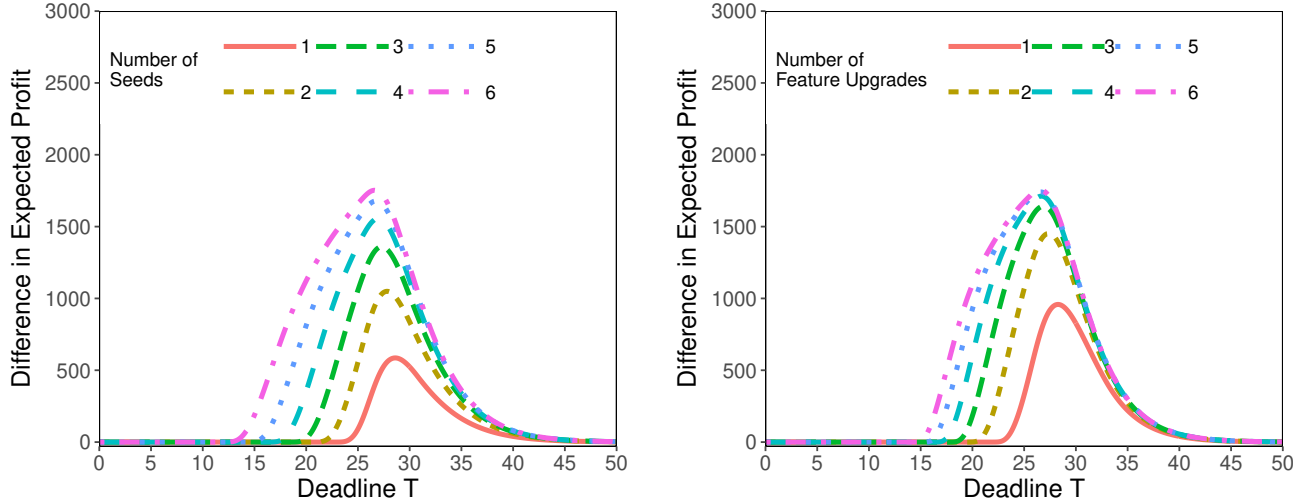 Difference in Expected Profit
3000
2500
2000
1500
1000
500
0
Number of
Seeds
1
3
5
2
4
6
0 5 10 15 20 25 30 35 40 45 50
Deadline T
Difference in Expected Profit
3000
2500
2000
1500
1000
500
0
Number of
Feature Upgrades
1
3
5
2
4
6
0 5 10 15 20 25 30 35 40 45 50
Deadline T